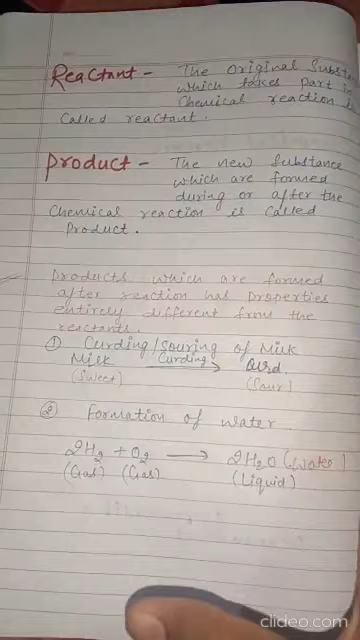 Reactant - The Original Subst
which takes part in
Chemical reaction is
Called reactant.
Product - The new Substance
which are formed
during or after the
Chemical reaction is Called
Product.
Products which are formed
after reaction has properties
entirely different from the
reactants.
① Curding/Souring of Milk
Milk Curding→ Curd.
(Sweet) (Sour)
② Formation of water.
2H₂ + O₂ → 2H₂O (Water)
(Gas) (Gas) (Liquid)
clideo.com